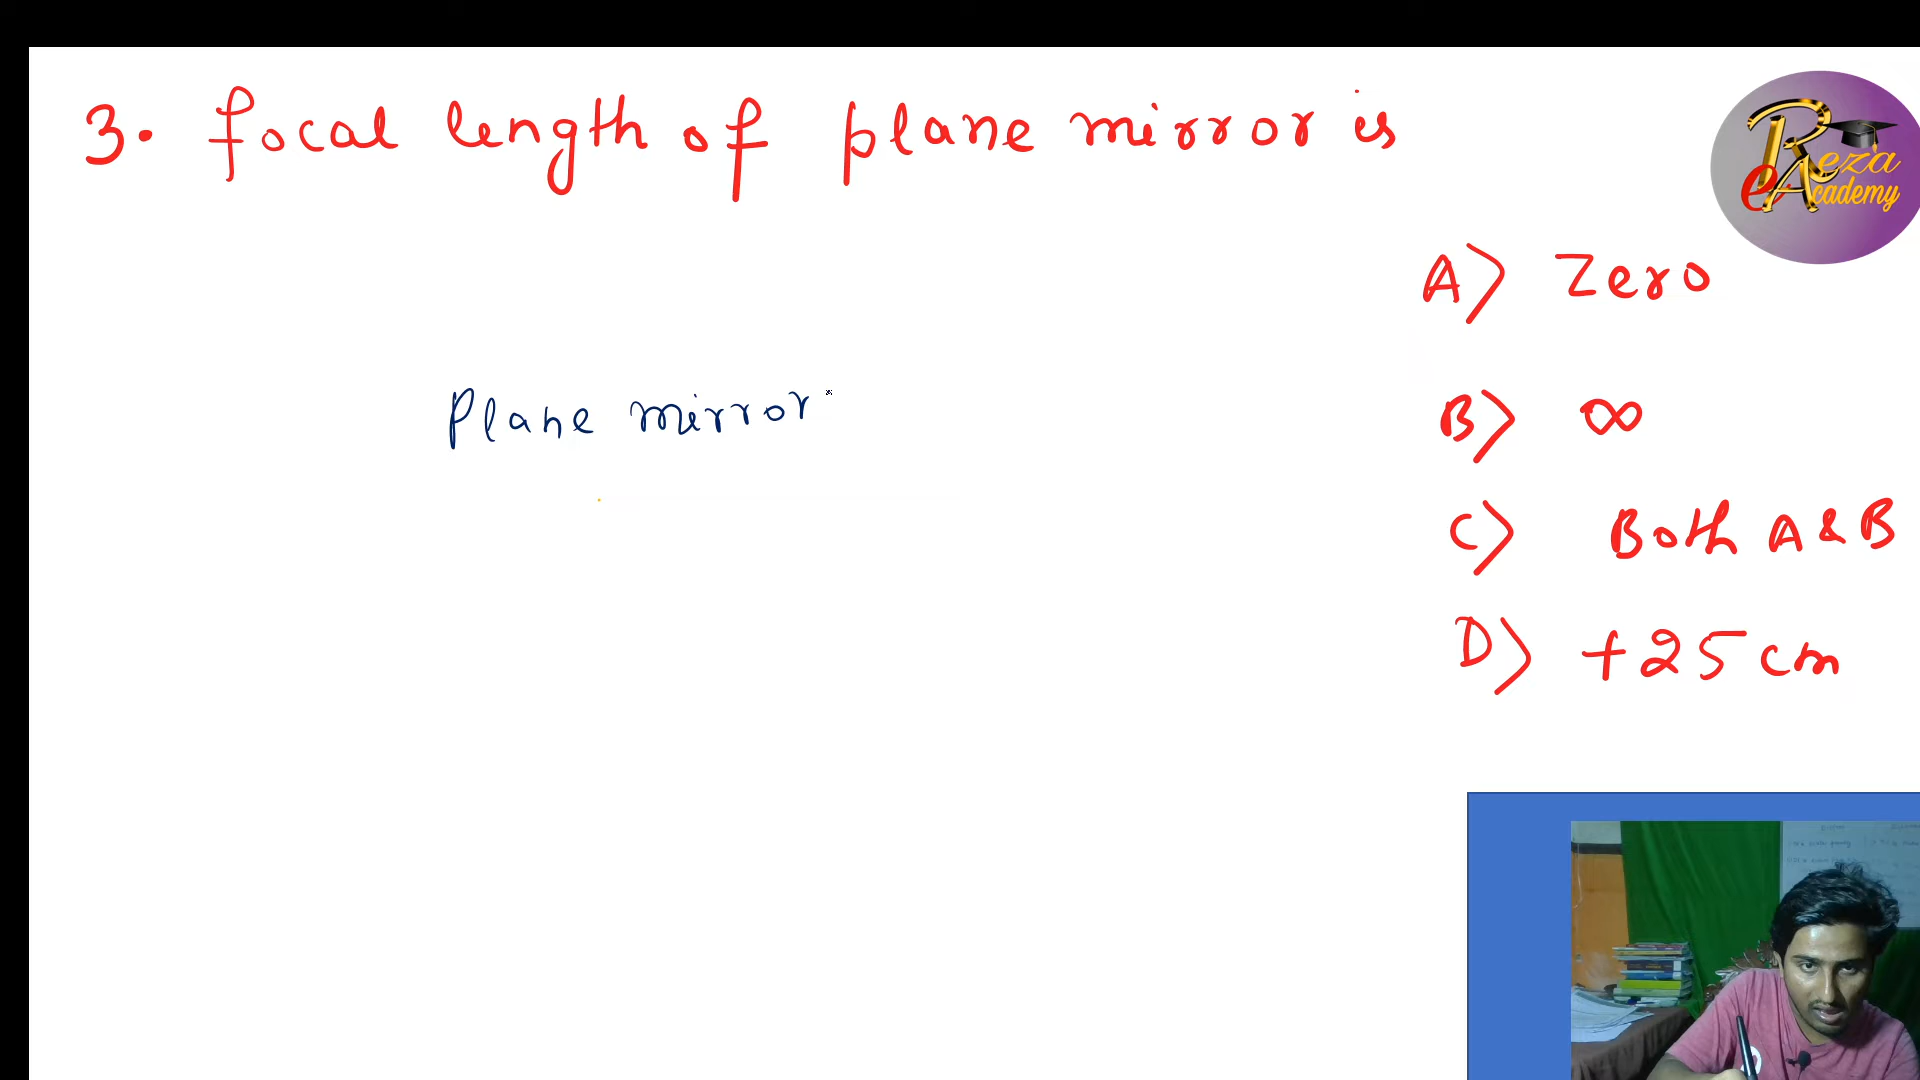 3. focal length of plane mirror is
Reza
Academy
A) Zero
Plane mirror
B) ∞
C) Both A & B
D) +25 cm